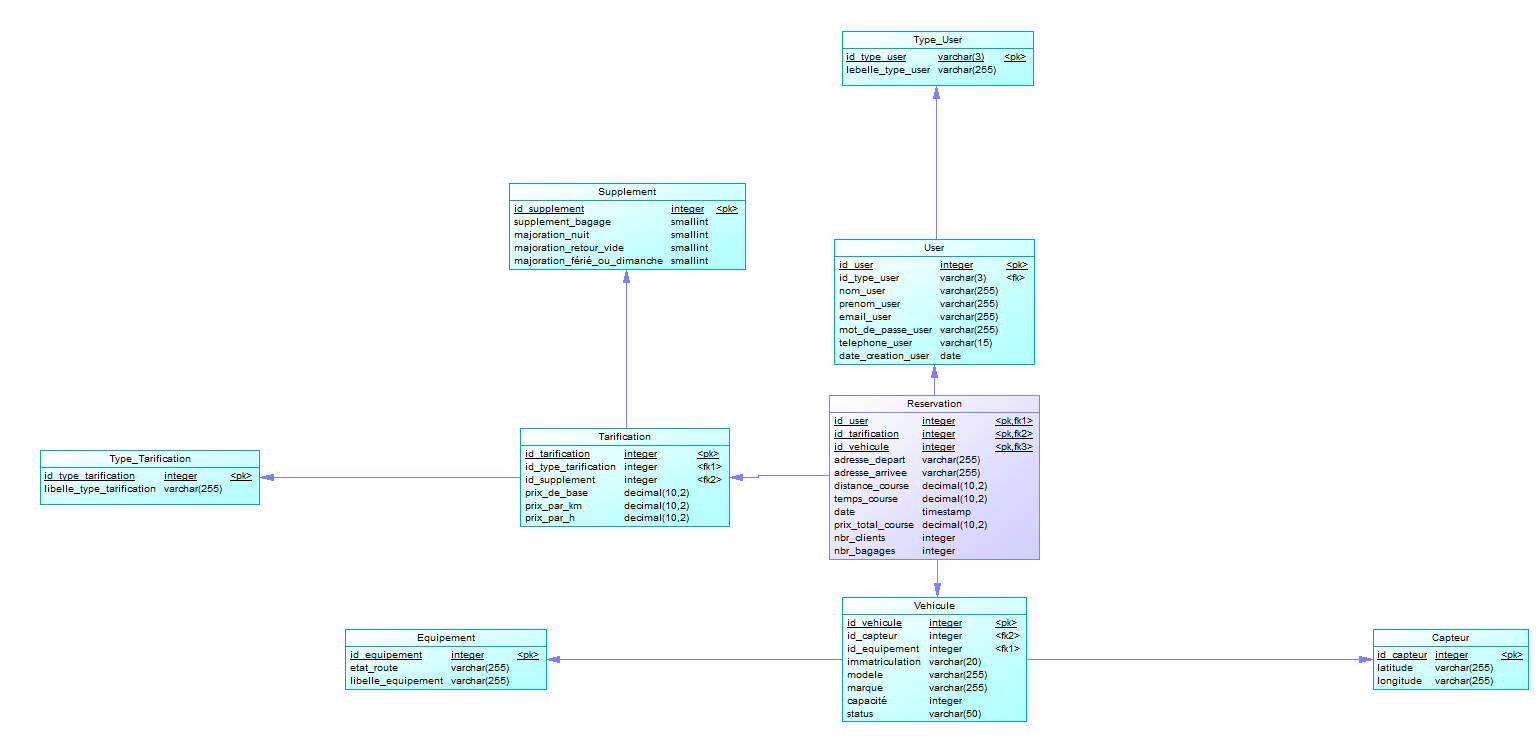 Type_User
id_type_user varchar(3) <pk>
lebelle_type_user varchar(255)
Supplement
id_supplement integer <pk>
supplement_bagage smallint
majoration_nuit smallint
majoration_retour_vide smallint
majoration_férié_ou_dimanche smallint
User
id_user integer <pk>
id_type_user varchar(3) <fk>
nom_user varchar(255)
prenom_user varchar(255)
email_user varchar(255)
mot_de_passe_user varchar(255)
telephone_user varchar(15)
date_creation_user date
Reservation
id_user integer <pk,fk1>
id_tarification integer <pk,fk2>
id_vehicule integer <pk,fk3>
adresse_depart varchar(255)
adresse_arrivee varchar(255)
distance_course decimal(10,2)
temps_course decimal(10,2)
date timestamp
prix_total_course decimal(10,2)
nbr_clients integer
nbr_bagages integer
Tarification
id_tarification integer <pk>
id_type_tarification integer <fk1>
id_supplement integer <fk2>
prix_de_base decimal(10,2)
prix_par_km decimal(10,2)
prix_par_h decimal(10,2)
Type_Tarification
id_type_tarification integer <pk>
libelle_type_tarification varchar(255)
Vehicule
id_vehicule integer <pk>
id_capteur integer <fk2>
id_equipement integer <fk1>
immatriculation varchar(20)
modele varchar(255)
marque varchar(255)
capacité integer
status varchar(50)
Equipement
id_equipement integer <pk>
etat_route varchar(255)
libelle_equipement varchar(255)
Capteur
id_capteur integer <pk>
latitude varchar(255)
longitude varchar(255)